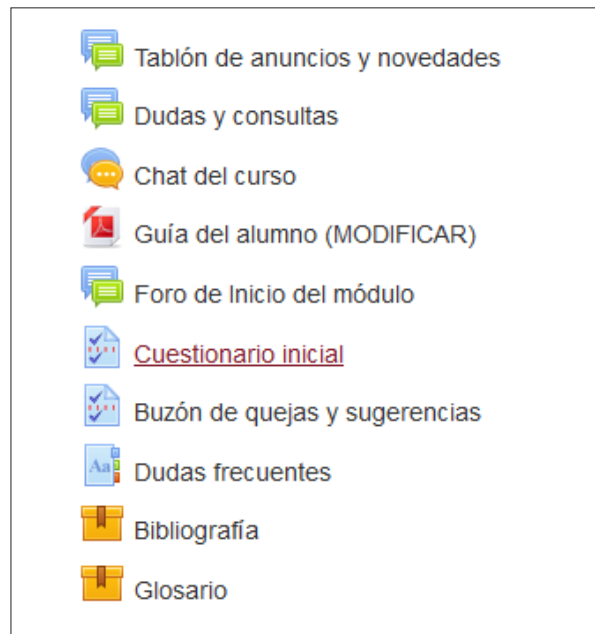 Tablón de anuncios y novedades
Dudas y consultas
Chat del curso
Guía del alumno (MODIFICAR)
Foro de Inicio del módulo
Cuestionario inicial
Buzón de quejas y sugerencias
Aa
Dudas frecuentes
Bibliografía
Glosario